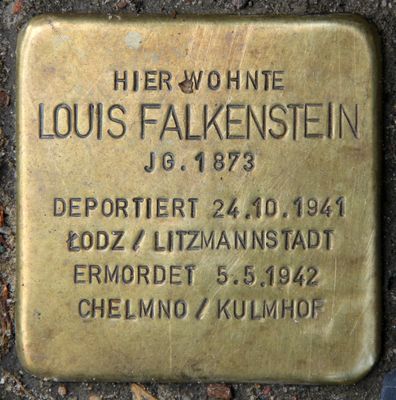 HIER WOHNTE
LOUIS FALKENSTEIN
JG. 1873
DEPORTIERT 24.10.1941
ŁODZ / LITZMANNSTADT
ERMORDET 5.5.1942
CHELMNO / KULMHOF